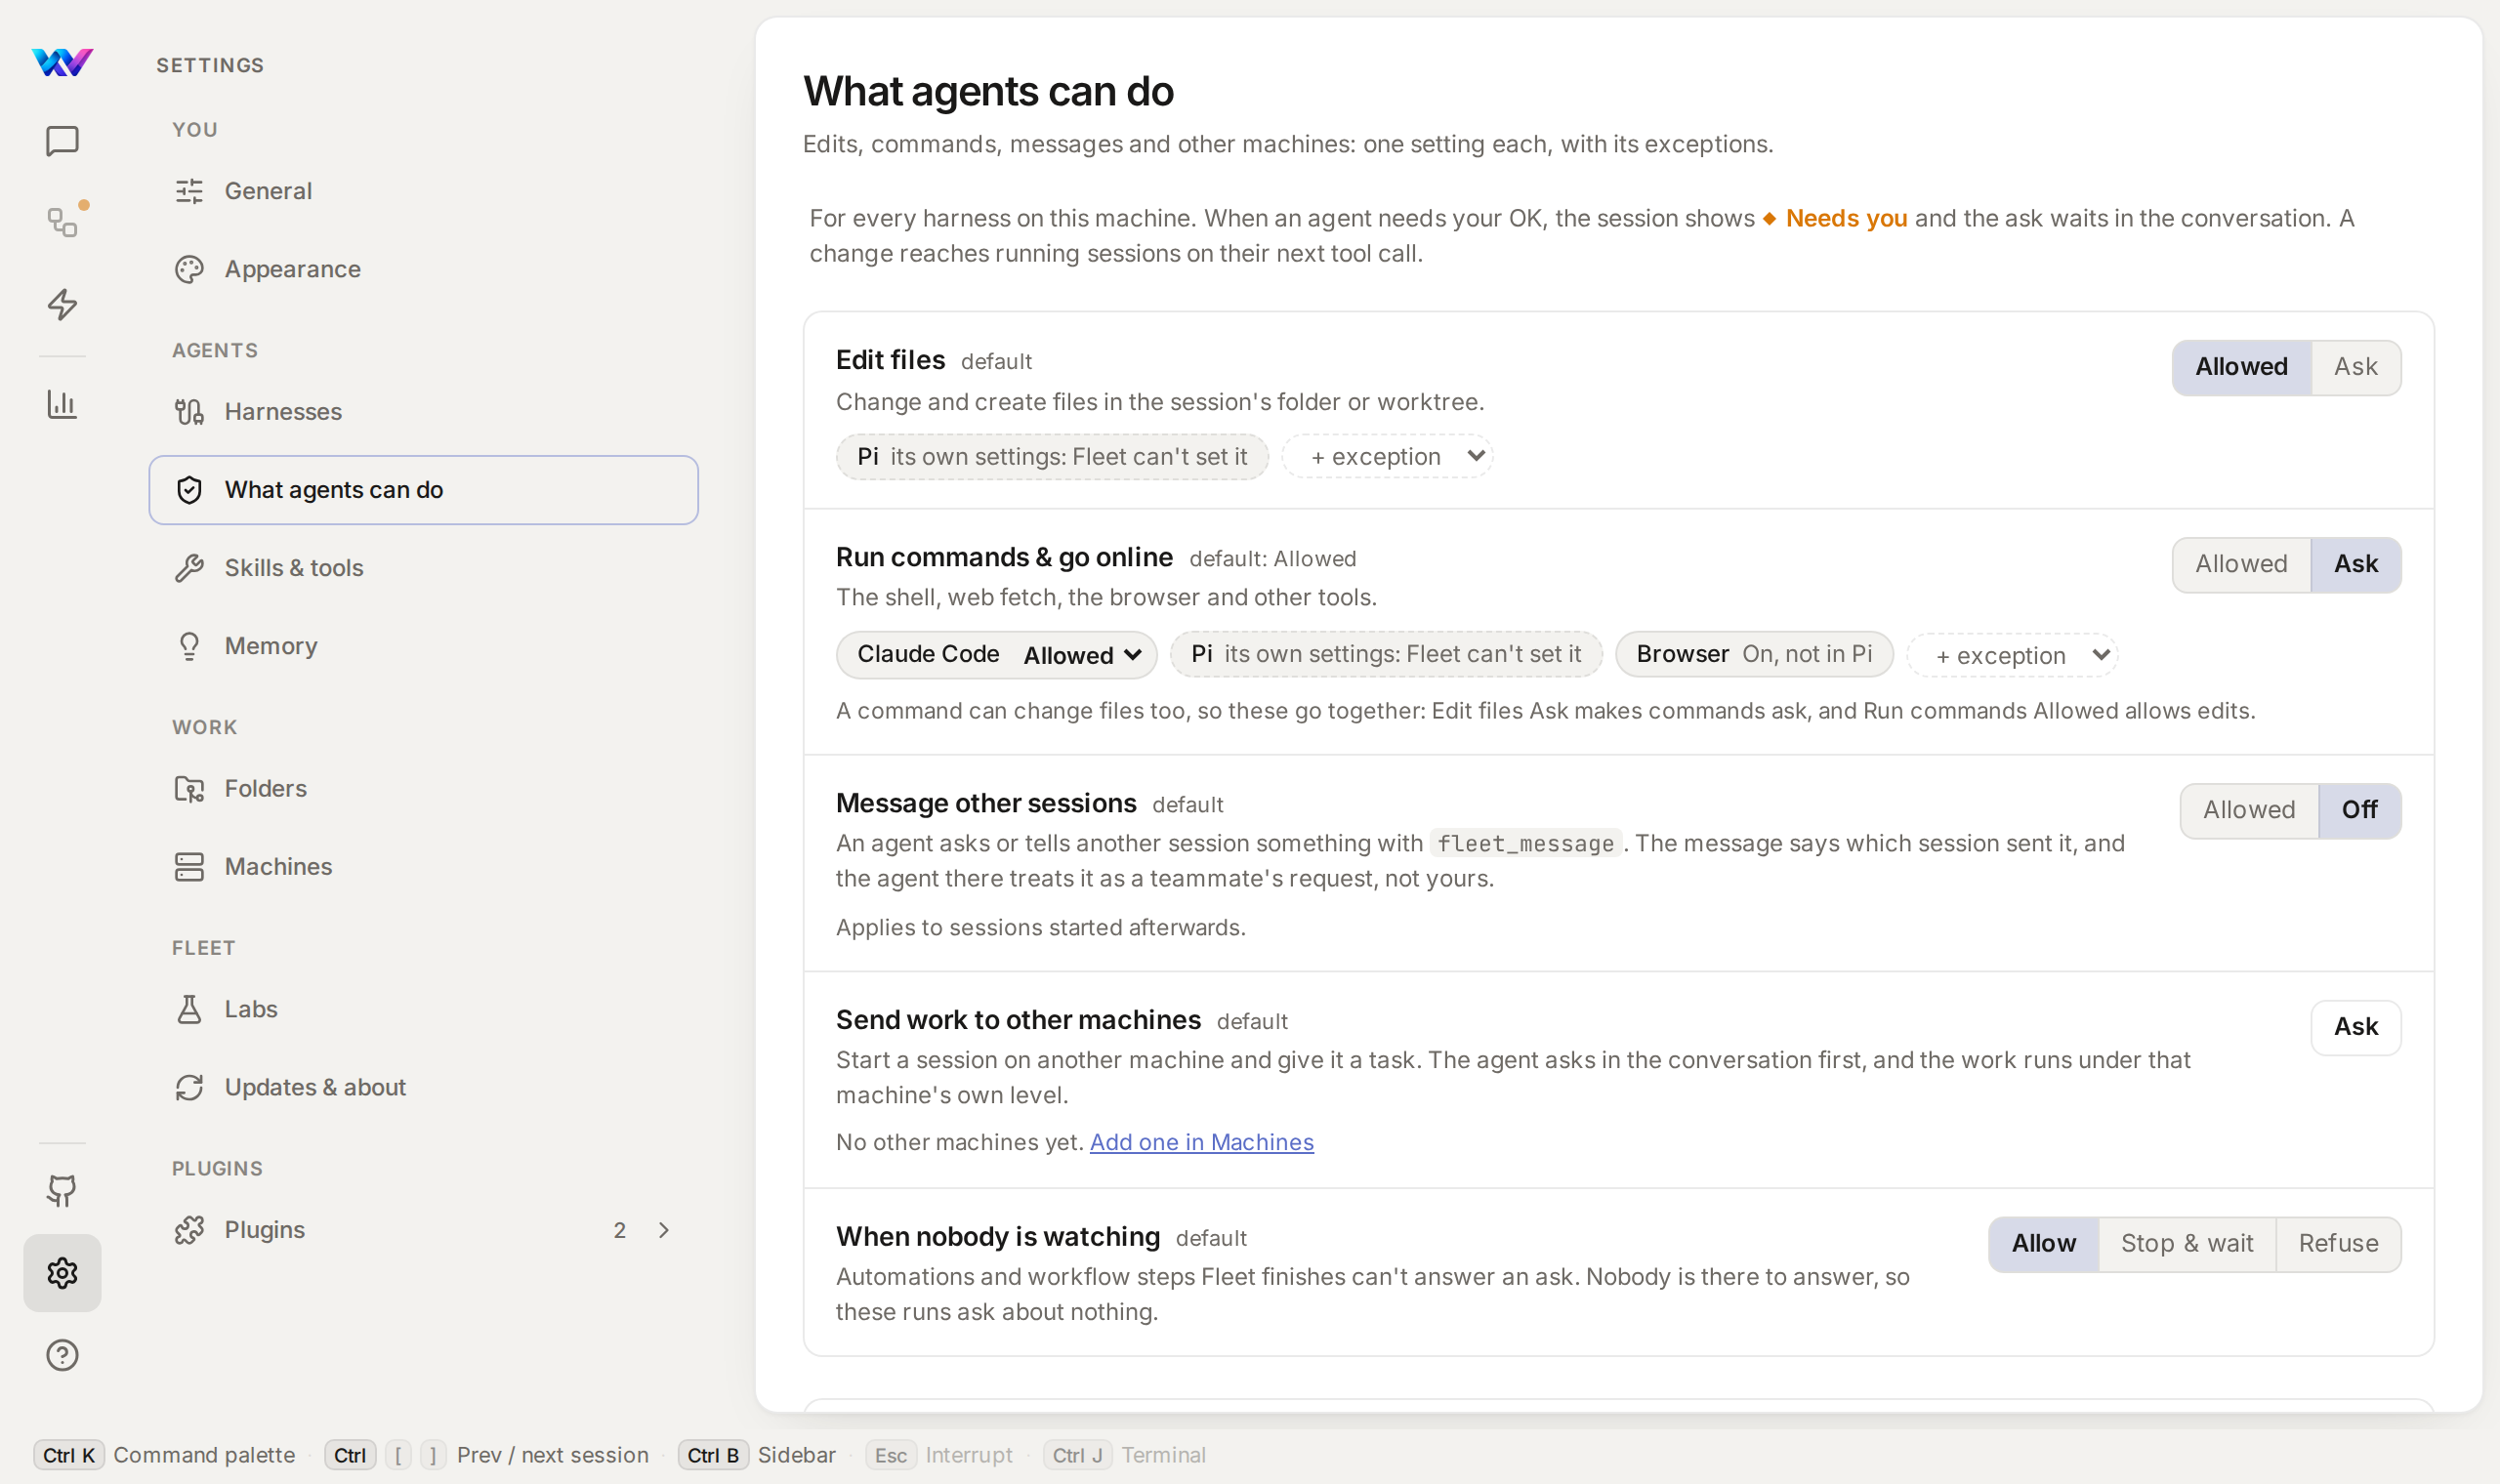 SETTINGS
YOU
General
Appearance
AGENTS
Harnesses
What agents can do
Skills & tools
Memory
WORK
Folders
Machines
FLEET
Labs
Updates & about
PLUGINS
Plugins 2
What agents can do
Edits, commands, messages and other machines: one setting each, with its exceptions.
For every harness on this machine. When an agent needs your OK, the session shows ◆ Needs you and the ask waits in the conversation. A
change reaches running sessions on their next tool call.
Edit files default
Allowed Ask
Change and create files in the session's folder or worktree.
Pi its own settings: Fleet can't set it + exception
Run commands & go online default: Allowed
Allowed Ask
The shell, web fetch, the browser and other tools.
Claude Code Allowed Pi its own settings: Fleet can't set it Browser On, not in Pi + exception
A command can change files too, so these go together: Edit files Ask makes commands ask, and Run commands Allowed allows edits.
Message other sessions default
Allowed Off
An agent asks or tells another session something with fleet_message. The message says which session sent it, and
the agent there treats it as a teammate's request, not yours.
Applies to sessions started afterwards.
Send work to other machines default
Ask
Start a session on another machine and give it a task. The agent asks in the conversation first, and the work runs under that
machine's own level.
No other machines yet. Add one in Machines
When nobody is watching default
Allow Stop & wait Refuse
Automations and workflow steps Fleet finishes can't answer an ask. Nobody is there to answer, so
these runs ask about nothing.
Ctrl K Command palette · Ctrl [ ] Prev / next session · Ctrl B Sidebar · Esc Interrupt · Ctrl J Terminal